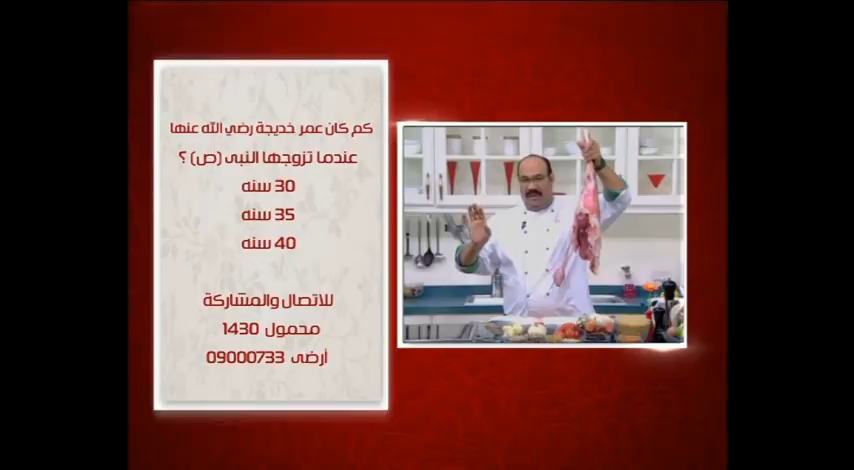 كم كان عمر خديجة رضي الله عنها
عندما تزوجها النبى (ص) ؟
30 سنه
35 سنه
40 سنه
للاتصال والمشاركة
محمول 1430
أرضى 09000733